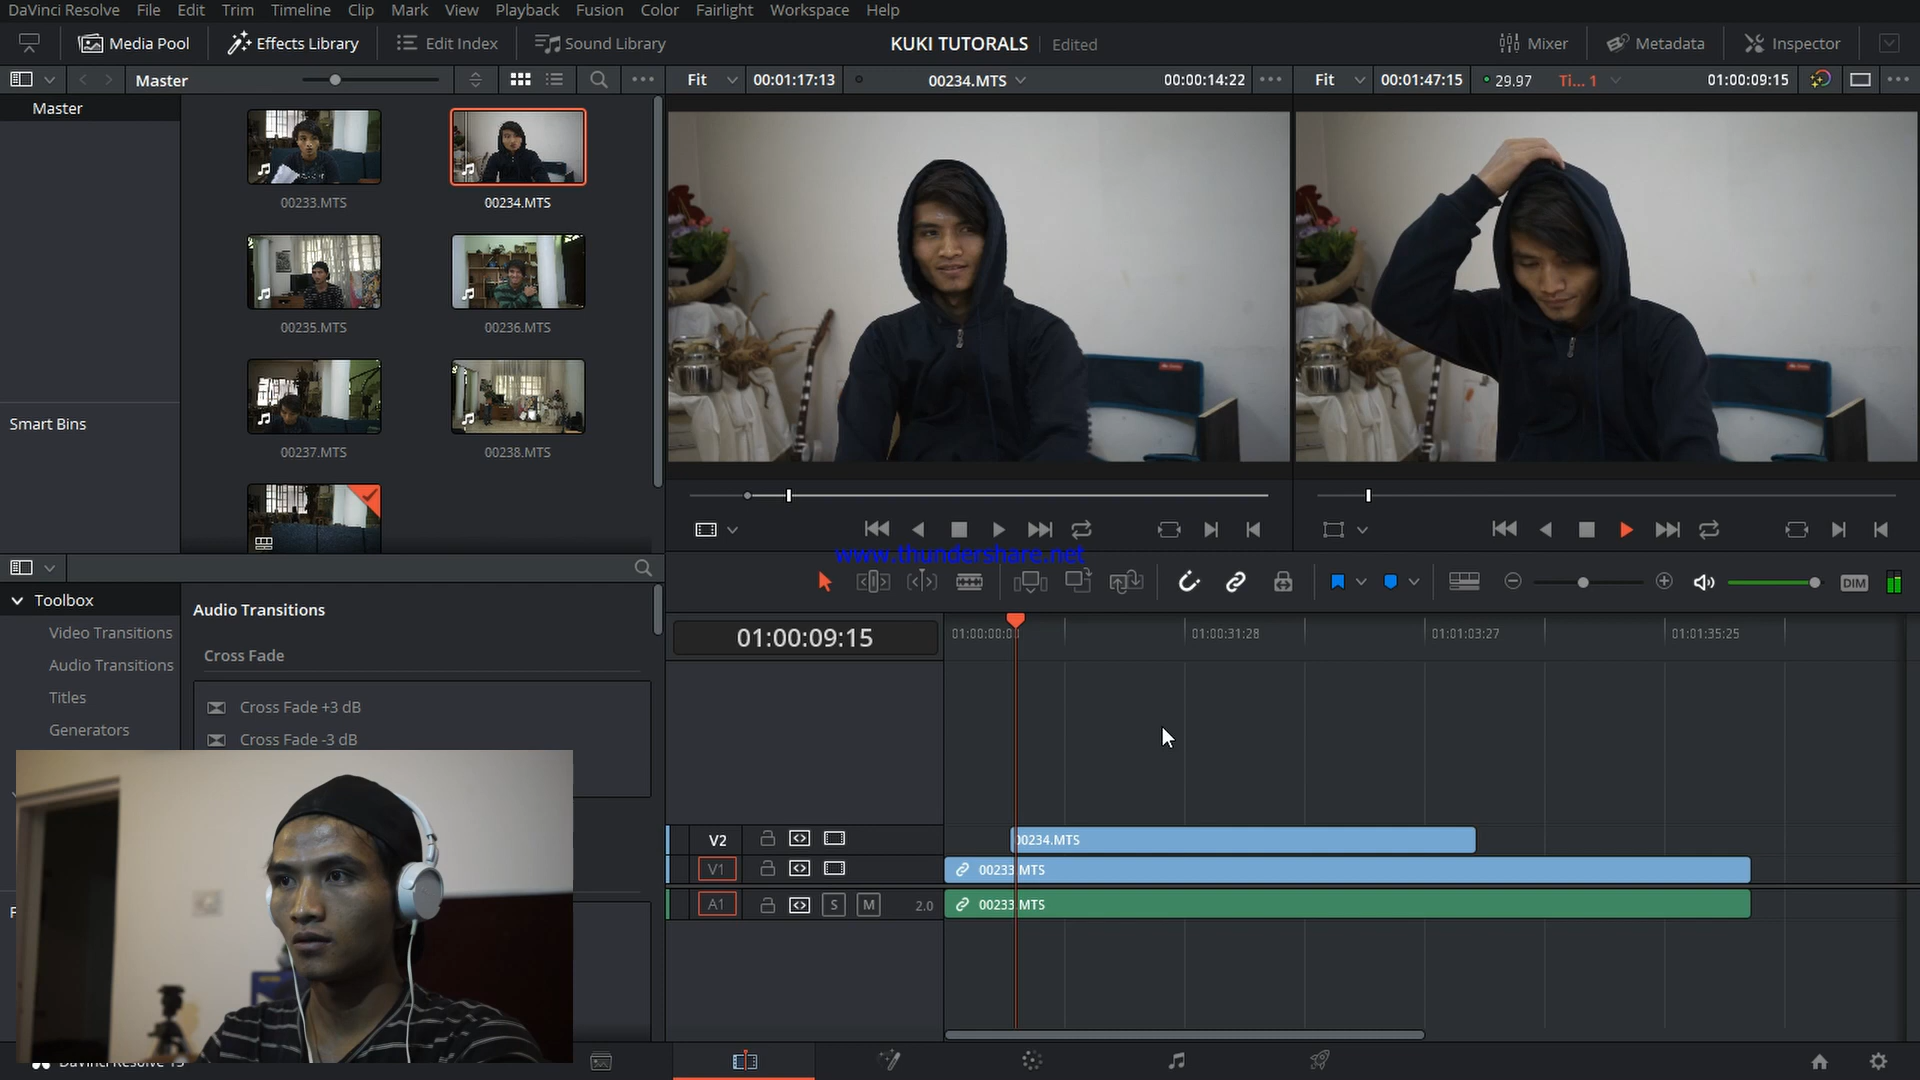 DaVinci Resolve File Edit Trim Timeline Clip Mark View Playback Fusion Color Fairlight Workspace Help
Media Pool Effects Library Edit Index Sound Library KUKI TUTORALS Edited Mixer Metadata Inspector
Master Fit 00:01:17:13 00234.MTS 00:00:14:22 Fit 00:01:47:15 29.97 Ti... 1 01:00:09:15
Master
00233.MTS 00234.MTS
00235.MTS 00236.MTS
Smart Bins
00237.MTS 00238.MTS
www.thundershare.net
DIM
Toolbox
Video Transitions
Audio Transitions
Titles
Generators
Audio Transitions
Cross Fade
Cross Fade +3 dB
Cross Fade -3 dB
01:00:09:15 01:00:00:0 01:00:31:28 01:01:03:27 01:01:35:25
V2 00234.MTS
V1 00233.MTS
A1 S M 2.0 00233.MTS